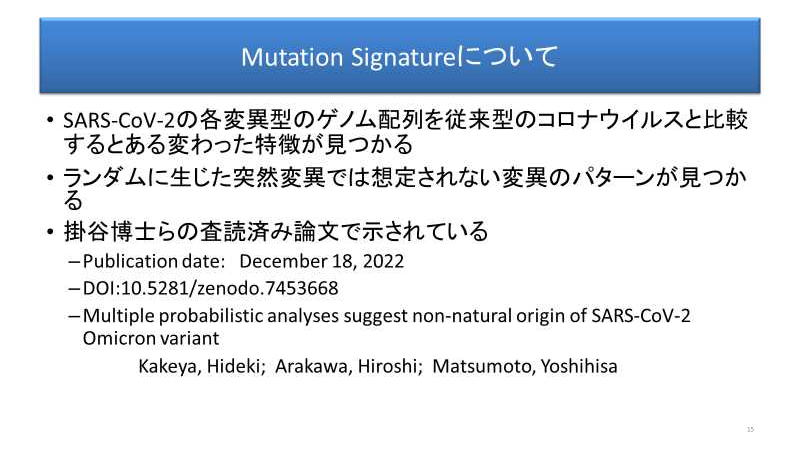 Mutation Signatureについて
• SARS-CoV-2の各変異型のゲノム配列を従来型のコロナウイルスと比較
するとある変わった特徴が見つかる
• ランダムに生じた突然変異では想定されない変異のパターンが見つか
る
• 掛谷博士らの査読済み論文で示されている
–Publication date: December 18, 2022
–DOI:10.5281/zenodo.7453668
–Multiple probabilistic analyses suggest non-natural origin of SARS-CoV-2
Omicron variant
Kakeya, Hideki; Arakawa, Hiroshi; Matsumoto, Yoshihisa
15